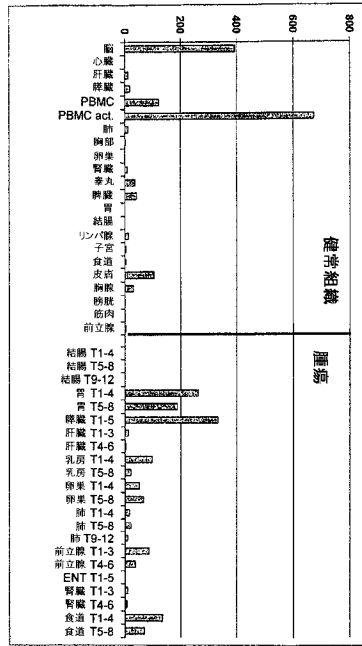 0 200 400 600 800
脳
心臓
肝臓
膵臓
PBMC
PBMC act.
肺
胸部
卵巣
腎臓
睾丸
脾臓
胃
結腸
リンパ腺
子宮
食道
皮膚
胸腺
膀胱
筋肉
前立腺
健常組織
結腸 T1-4
結腸 T5-8
結腸 T9-12
胃 T1-4
胃 T5-8
膵臓 T1-5
肝臓 T1-3
肝臓 T4-6
乳房 T1-4
乳房 T5-8
卵巣 T1-4
卵巣 T5-8
肺 T1-4
肺 T5-8
肺 T9-12
前立腺 T1-3
前立腺 T4-6
ENT T1-5
腎臓 T1-3
腎臓 T4-6
食道 T1-4
食道 T5-8
腫瘍